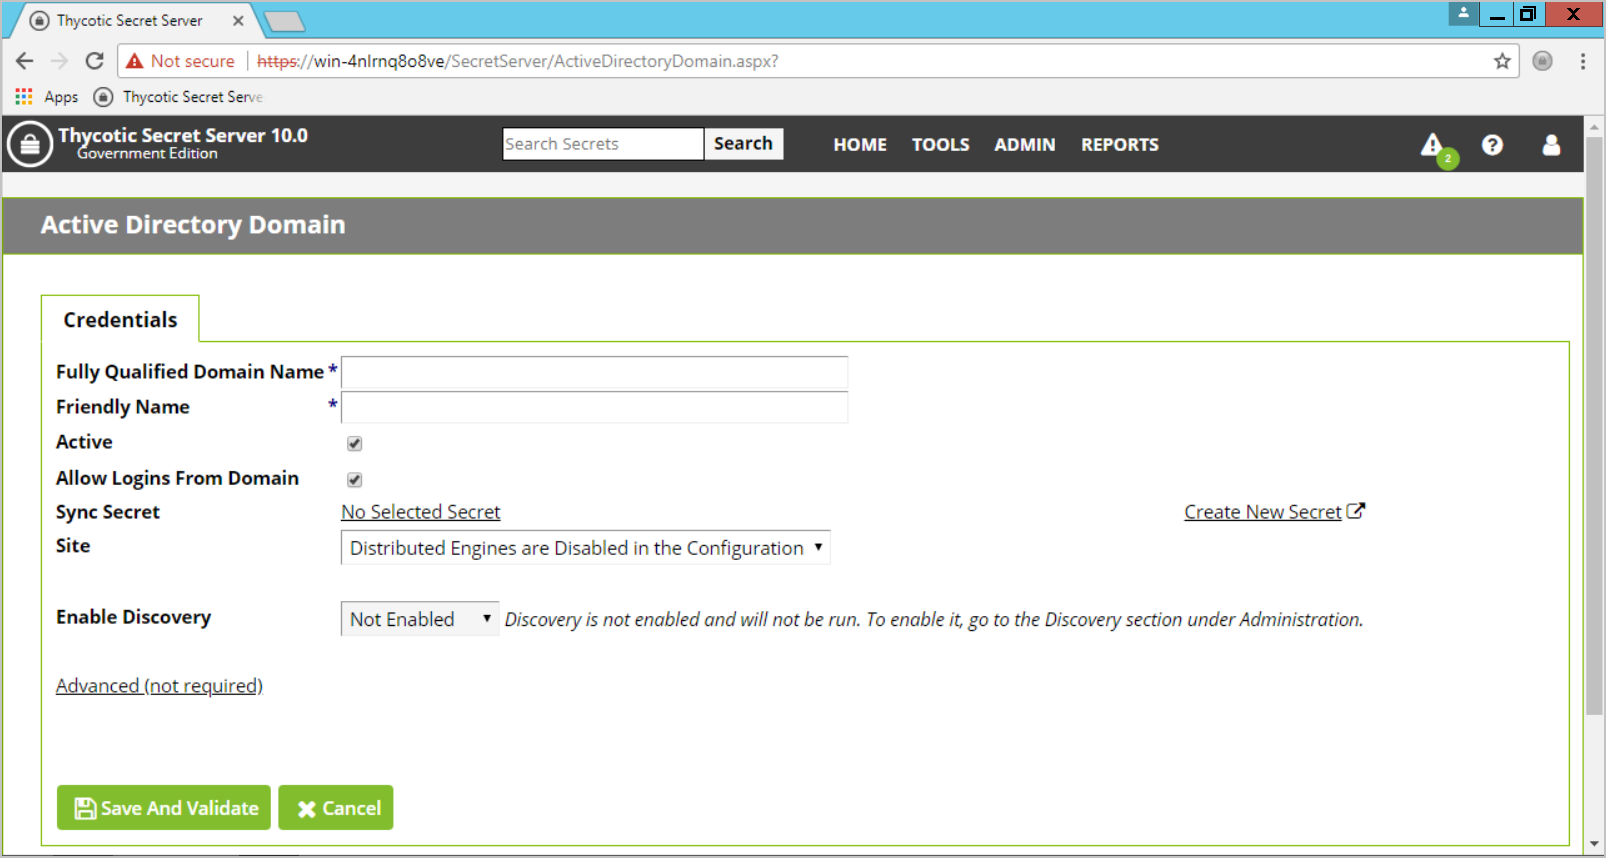 Thycotic Secret Server
Not secure https://win-4nlrnq8o8ve/SecretServer/ActiveDirectoryDomain.aspx?
Apps Thycotic Secret Serve
Thycotic Secret Server 10.0
Government Edition
Search Secrets Search HOME TOOLS ADMIN REPORTS 2
Active Directory Domain
Credentials
Fully Qualified Domain Name *
Friendly Name *
Active
Allow Logins From Domain
Sync Secret No Selected Secret Create New Secret
Site Distributed Engines are Disabled in the Configuration
Enable Discovery Not Enabled Discovery is not enabled and will not be run. To enable it, go to the Discovery section under Administration.
Advanced (not required)
Save And Validate Cancel